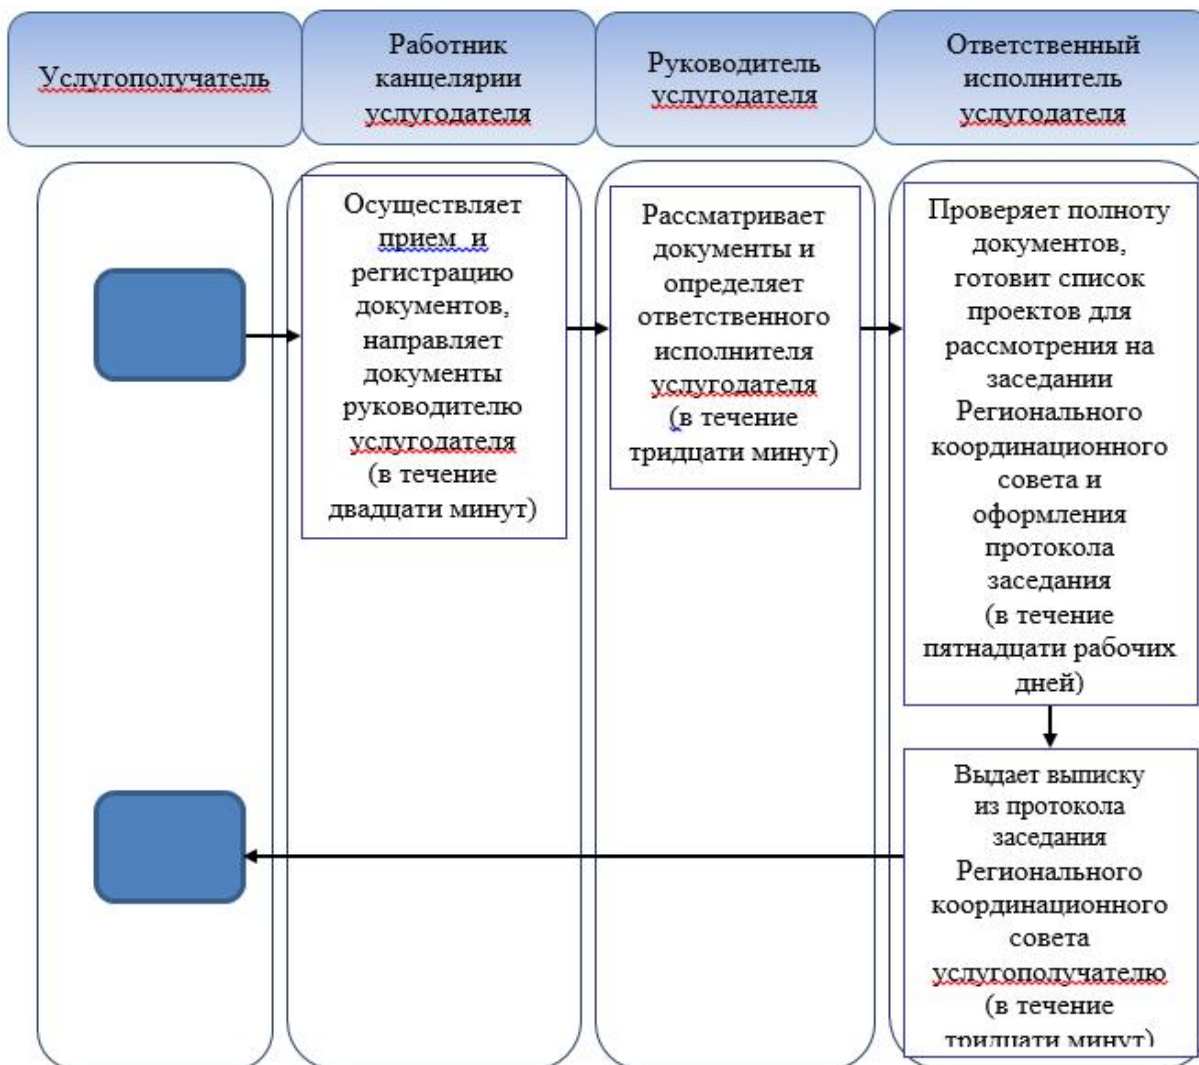 Услугополучатель
Работник
канцелярии
услугодателя
Руководитель
услугодателя
Ответственный
исполнитель
услугодателя
Осуществляет
прием и
регистрацию
документов,
направляет
документы
руководителю
услугодателя
(в течение
двадцати минут)
Рассматривает
документы и
определяет
ответственного
исполнителя
услугодателя
(в течение
тридцати минут)
Проверяет полноту
документов,
готовит список
проектов для
рассмотрения на
заседании
Регионального
координационного
совета и
оформления
протокола
заседания
(в течение
пятнадцати рабочих
дней)
Выдает выписку
из протокола
заседания
Регионального
координационного
совета
услугополучателю
(в течение
тридцати минут)